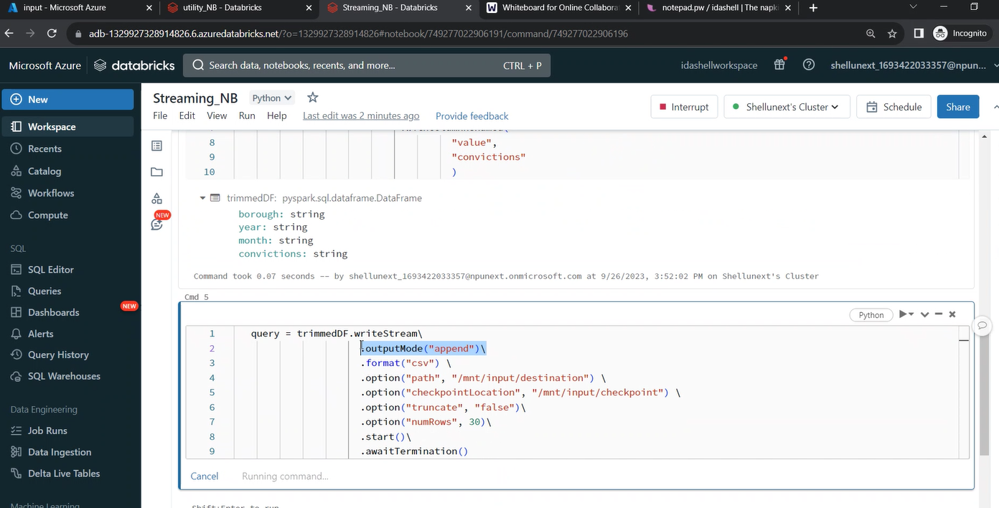 input - Microsoft Azure
utility_NB - Databricks
Streaming_NB - Databricks
Whiteboard for Online Collabora
notepad.pw / idashell | The napk
adb-1329927328914826.6.azuredatabricks.net/?o=1329927328914826#notebook/749277022906191/command/749277022906196
Incognito
Microsoft Azure
databricks
Search data, notebooks, recents, and more...
CTRL + P
idashellworkspace
shellunext_1693422033357@npun...
New
Workspace
Recents
Catalog
Workflows
Compute
SQL
SQL Editor
Queries
Dashboards
NEW
Alerts
Query History
SQL Warehouses
Data Engineering
Job Runs
Data Ingestion
Delta Live Tables
Machine Learning
Streaming_NB
Python
File Edit View Run Help
Last edit was 2 minutes ago
Provide feedback
Interrupt
Shellunext's Cluster
Schedule
Share
NEW
8 "value",
9 "convictions"
10 )
trimmedDF: pyspark.sql.dataframe.DataFrame
borough: string
year: string
month: string
convictions: string
Command took 0.07 seconds -- by shellunext_1693422033357@npunext.onmicrosoft.com at 9/26/2023, 3:52:02 PM on Shellunext's Cluster
Cmd 5
Python
1 query = trimmedDF.writeStream\
2 .outputMode("append")\
3 .format("csv") \
4 .option("path", "/mnt/input/destination") \
5 .option("checkpointLocation", "/mnt/input/checkpoint") \
6 .option("truncate", "false")\
7 .option("numRows", 30)\
8 .start()\
9 .awaitTermination()
Cancel
Running command...
Shift+Enter to run